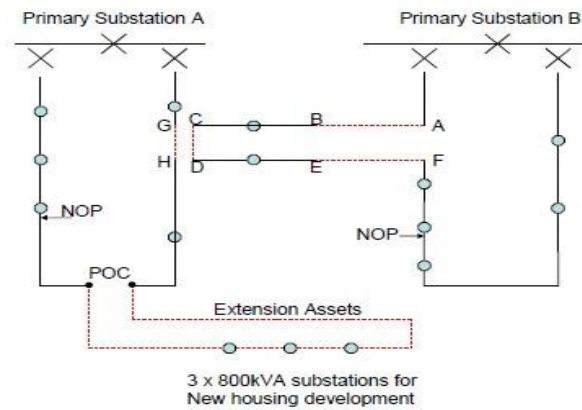 Primary Substation A
Primary Substation B
G C B A
H D E F
NOP
NOP
POC
Extension Assets
3 x 800kVA substations for
New housing development